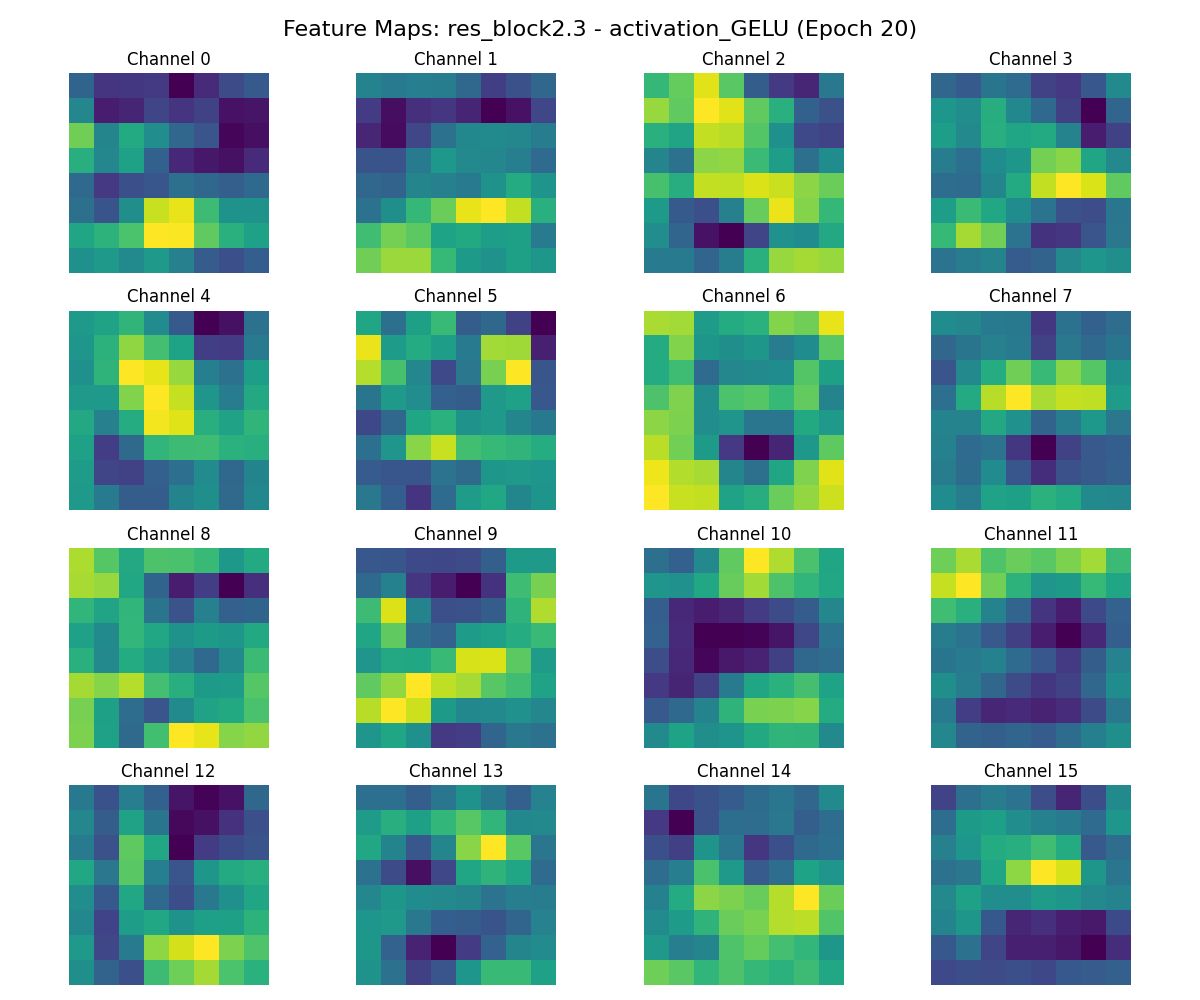 Feature Maps: res_block2.3 - activation_GELU (Epoch 20)
Channel 0
Channel 1
Channel 2
Channel 3
Channel 4
Channel 5
Channel 6
Channel 7
Channel 8
Channel 9
Channel 10
Channel 11
Channel 12
Channel 13
Channel 14
Channel 15